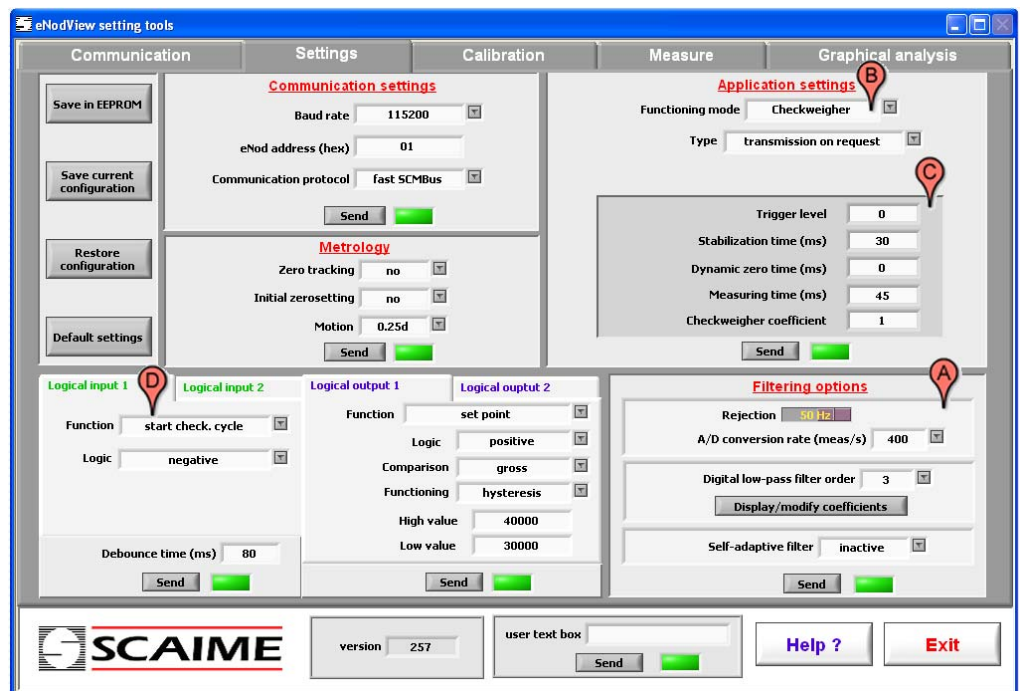 eNodView setting tools
Communication
Settings
Calibration
Measure
Graphical analysis
Save in EEPROM
Save current
configuration
Restore
configuration
Default settings
Communication settings
Baud rate 115200
eNod address (hex) 01
Communication protocol fast SCMBus
Send
Metrology
Zero tracking no
Initial zerosetting no
Motion 0.25d
Send
Application settings
B
Functioning mode Checkweigher
Type transmission on request
C
Trigger level 0
Stabilization time (ms) 30
Dynamic zero time (ms) 0
Measuring time (ms) 45
Checkweigher coefficient 1
Send
Logical input 1
D
Logical input 2
Function start check. cycle
Logic negative
Debounce time (ms) 80
Send
Logical output 1
Logical ouptut 2
Function set point
Logic positive
Comparison gross
Functioning hysteresis
High value 40000
Low value 30000
Send
Filtering options
A
Rejection 50 Hz
A/D conversion rate (meas/s) 400
Digital low-pass filter order 3
Display/modify coefficients
Self-adaptive filter inactive
Send
SCAIME
version 257
user text box
Send
Help ?
Exit